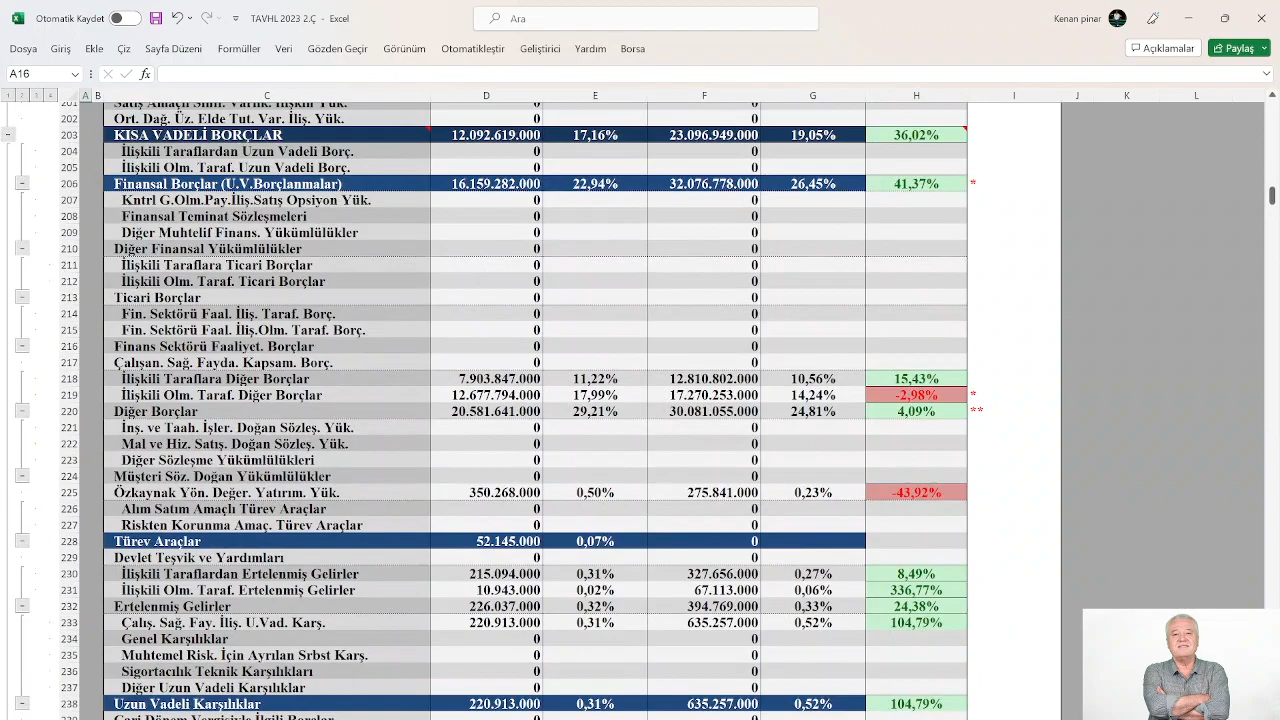 Otomatik Kaydet TAVHL 2023 2.Ç - Excel Ara Kenan pinar
Dosya Giriş Ekle Çiz Sayfa Düzeni Formüller Veri Gözden Geçir Görünüm Otomatikleştir Geliştirici Yardım Borsa Açıklamalar Paylaş
A16 fx
1 2 3 4 A B C D E F G H I J K L
201 Satış Amaçlı Sınıf. Varlık. İlişkin Yük. 0 0
202 Ort. Dağ. Üz. Elde Tut. Var. İliş. Yük. 0 0
203 KISA VADELİ BORÇLAR 12.092.619.000 17,16% 23.096.949.000 19,05% 36,02%
204 İlişkili Taraflardan Uzun Vadeli Borç. 0 0
205 İlişkili Olm. Taraf. Uzun Vadeli Borç. 0 0
206 Finansal Borçlar (U.V.Borçlanmalar) 16.159.282.000 22,94% 32.076.778.000 26,45% 41,37% *
207 Kntrl G.Olm.Pay.İliş.Satış Opsiyon Yük. 0 0
208 Finansal Teminat Sözleşmeleri 0 0
209 Diğer Muhtelif Finans. Yükümlülükler 0 0
210 Diğer Finansal Yükümlülükler 0 0
211 İlişkili Taraflara Ticari Borçlar 0 0
212 İlişkili Olm. Taraf. Ticari Borçlar 0 0
213 Ticari Borçlar 0 0
214 Fin. Sektörü Faal. İliş. Taraf. Borç. 0 0
215 Fin. Sektörü Faal. İliş.Olm. Taraf. Borç. 0 0
216 Finans Sektörü Faaliyet. Borçlar 0 0
217 Çalışan. Sağ. Fayda. Kapsam. Borç. 0 0
218 İlişkili Taraflara Diğer Borçlar 7.903.847.000 11,22% 12.810.802.000 10,56% 15,43%
219 İlişkili Olm. Taraf. Diğer Borçlar 12.677.794.000 17,99% 17.270.253.000 14,24% -2,98% *
220 Diğer Borçlar 20.581.641.000 29,21% 30.081.055.000 24,81% 4,09% **
221 İnş. ve Taah. İşler. Doğan Sözleş. Yük. 0 0
222 Mal ve Hiz. Satış. Doğan Sözleş. Yük. 0 0
223 Diğer Sözleşme Yükümlülükleri 0 0
224 Müşteri Söz. Doğan Yükümlülükler 0 0
225 Özkaynak Yön. Değer. Yatırım. Yük. 350.268.000 0,50% 275.841.000 0,23% -43,92%
226 Alım Satım Amaçlı Türev Araçlar 0 0
227 Riskten Korunma Amaç. Türev Araçlar 0 0
228 Türev Araçlar 52.145.000 0,07% 0
229 Devlet Teşvik ve Yardımları 0 0
230 İlişkili Taraflardan Ertelenmiş Gelirler 215.094.000 0,31% 327.656.000 0,27% 8,49%
231 İlişkili Olm. Taraf. Ertelenmiş Gelirler 10.943.000 0,02% 67.113.000 0,06% 336,77%
232 Ertelenmiş Gelirler 226.037.000 0,32% 394.769.000 0,33% 24,38%
233 Çalış. Sağ. Fay. İliş. U.Vad. Karş. 220.913.000 0,31% 635.257.000 0,52% 104,79%
234 Genel Karşılıklar 0 0
235 Muhtemel Risk. İçin Ayrılan Srbst Karş. 0 0
236 Sigortacılık Teknik Karşılıkları 0 0
237 Diğer Uzun Vadeli Karşılıklar 0 0
238 Uzun Vadeli Karşılıklar 220.913.000 0,31% 635.257.000 0,52% 104,79%
239 Cari Dönem Vergisiyle İlgili Borçlar 0 0